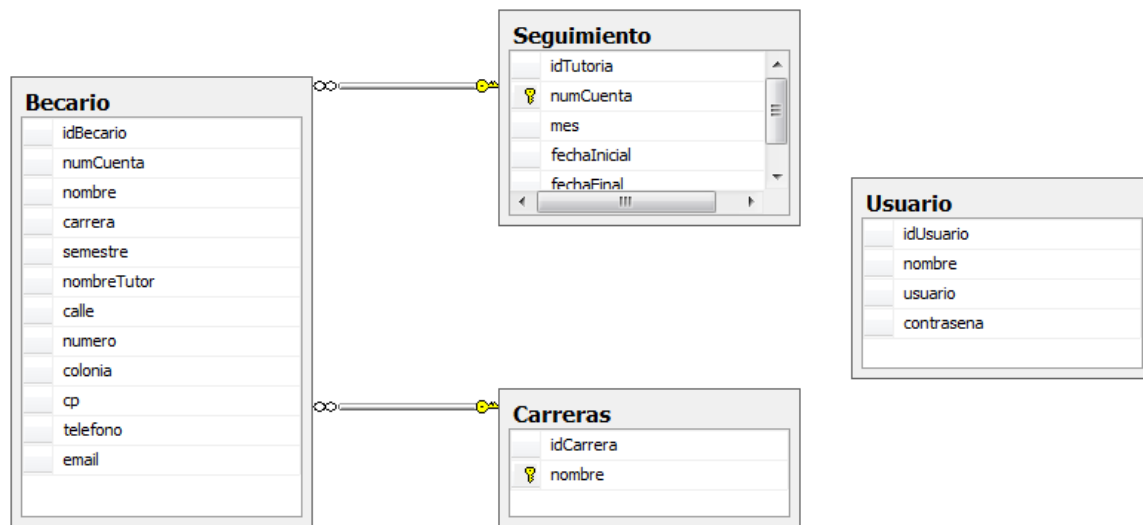 Becario
idBecario
numCuenta
nombre
carrera
semestre
nombreTutor
calle
numero
colonia
cp
telefono
email
Seguimiento
idTutoria
numCuenta
mes
fechaInicial
fechaFinal
Carreras
idCarrera
nombre
Usuario
idUsuario
nombre
usuario
contrasena